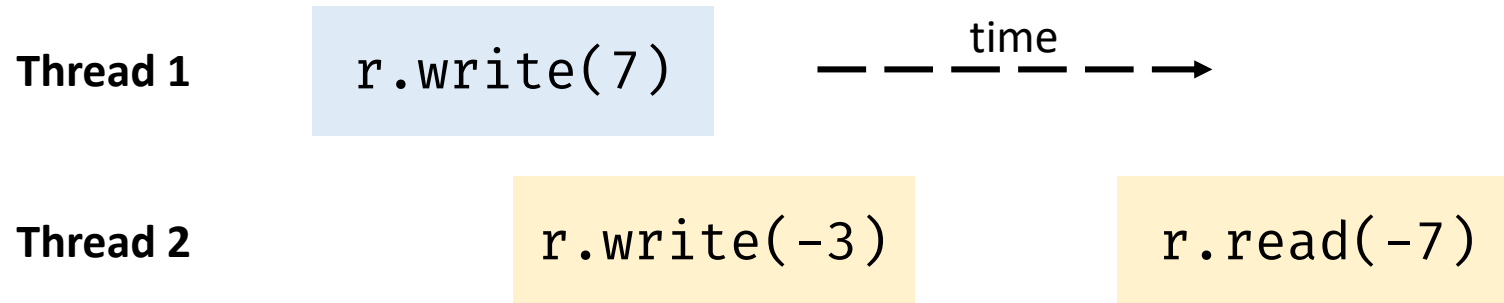 Thread 1 r.write(7) time
Thread 2 r.write(-3) r.read(-7)